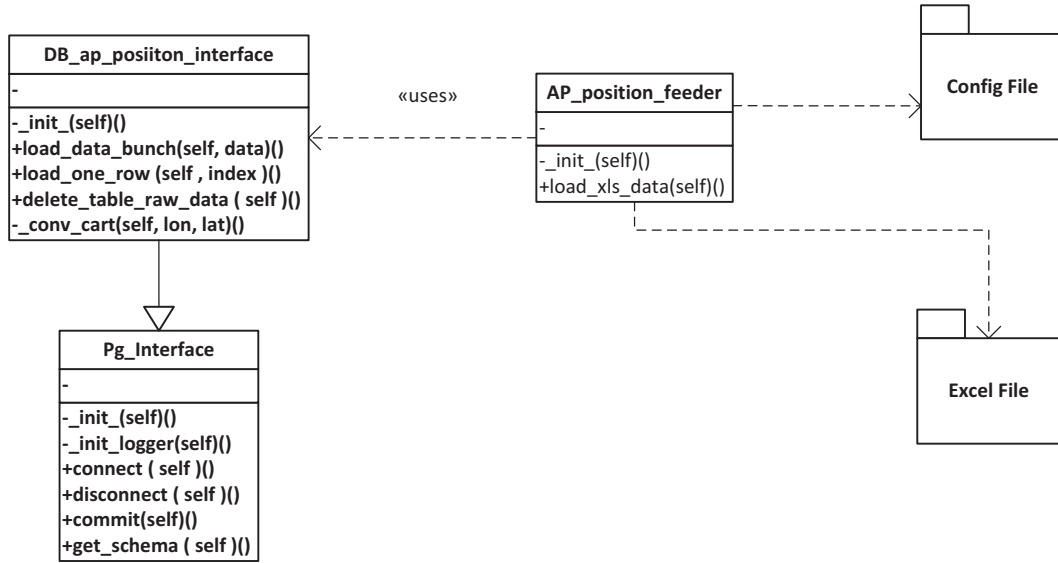 DB_ap_posiiton_interface
-
-_init_(self)()
+load_data_bunch(self, data)()
+load_one_row (self , index )()
+delete_table_raw_data ( self )()
-_conv_cart(self, lon, lat)()
«uses»
AP_position_feeder
-
-_init_(self)()
+load_xls_data(self)()
Config File
Pg_Interface
-
-_init_(self)()
-_init_logger(self)()
+connect ( self )()
+disconnect ( self )()
+commit(self)()
+get_schema ( self )()
Excel File